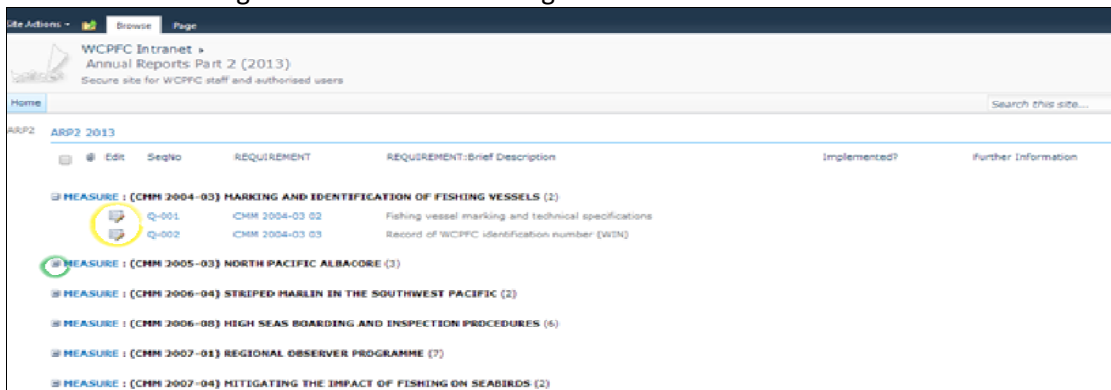 Site Actions Browse Page
WCPFC Intranet
Annual Reports Part 2 (2013)
Secure site for WCPFC staff and authorised users
Home Search this site...
ARP2 ARP2 2013
Edit SeqNo REQUIREMENT REQUIREMENT:Brief Description Implemented? Further Information
MEASURE : (CMM 2004-03) MARKING AND IDENTIFICATION OF FISHING VESSELS (2)
Q-001 CMM 2004-03 02 Fishing vessel marking and technical specifications
Q-002 CMM 2004-03 03 Record of WCPFC identification number (WIN)
MEASURE : (CMM 2005-03) NORTH PACIFIC ALBACORE (3)
MEASURE : (CMM 2006-04) STRIPED MARLIN IN THE SOUTHWEST PACIFIC (2)
MEASURE : (CMM 2006-08) HIGH SEAS BOARDING AND INSPECTION PROCEDURES (6)
MEASURE : (CMM 2007-01) REGIONAL OBSERVER PROGRAMME (7)
MEASURE : (CMM 2007-04) MITIGATING THE IMPACT OF FISHING ON SEABIRDS (2)